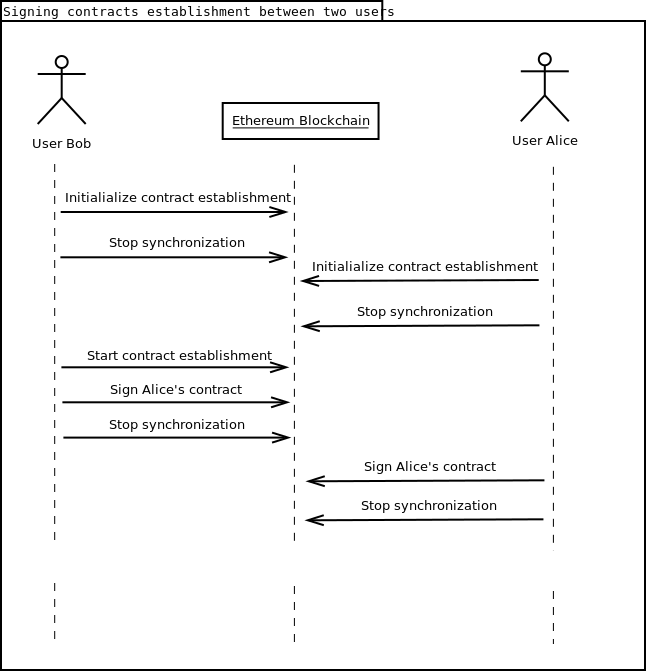 Signing contracts establishment between two users
User Bob
Ethereum Blockchain
User Alice
Initialialize contract establishment
Stop synchronization
Initialialize contract establishment
Stop synchronization
Start contract establishment
Sign Alice's contract
Stop synchronization
Sign Alice's contract
Stop synchronization